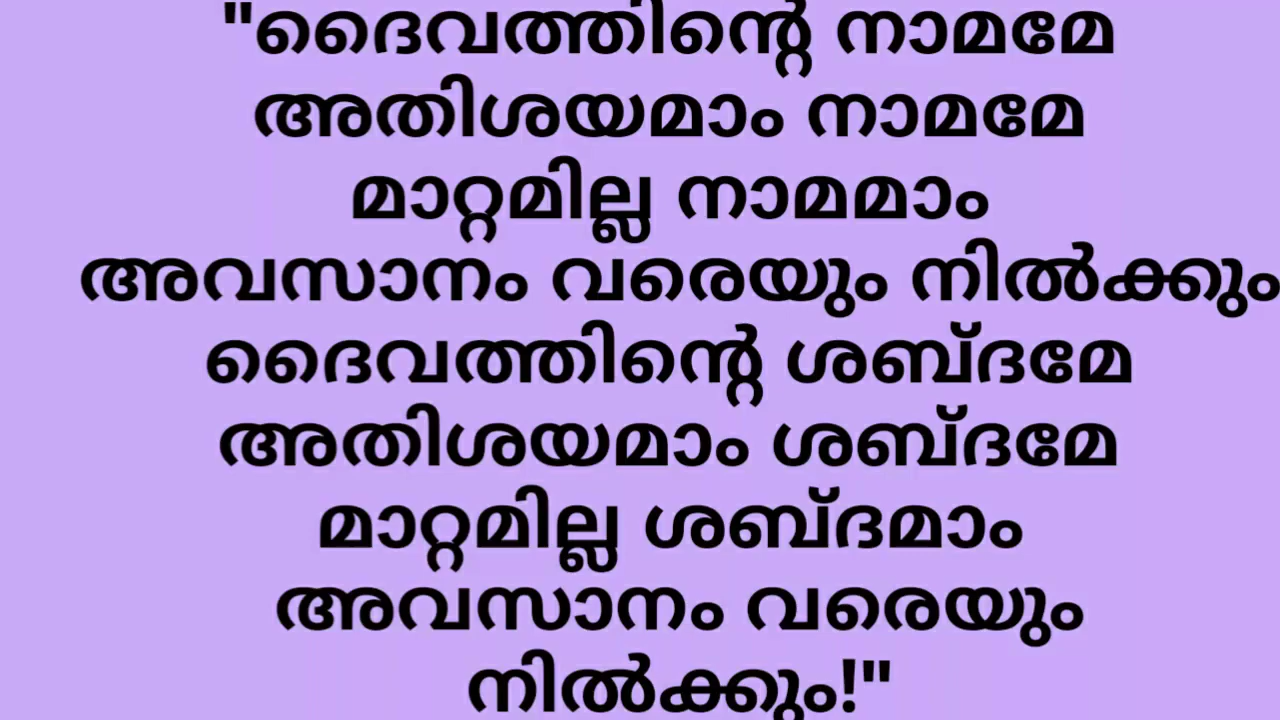 "ദൈവത്തിന്റെ നാമമേ
അതിശയമാം നാമമേ
മാറ്റമില്ല നാമമാം
അവസാനം വരെയും നിൽക്കും
ദൈവത്തിന്റെ ശബ്ദമേ
അതിശയമാം ശബ്ദമേ
മാറ്റമില്ല ശബ്ദമാം
അവസാനം വരെയും
നിൽക്കും!"